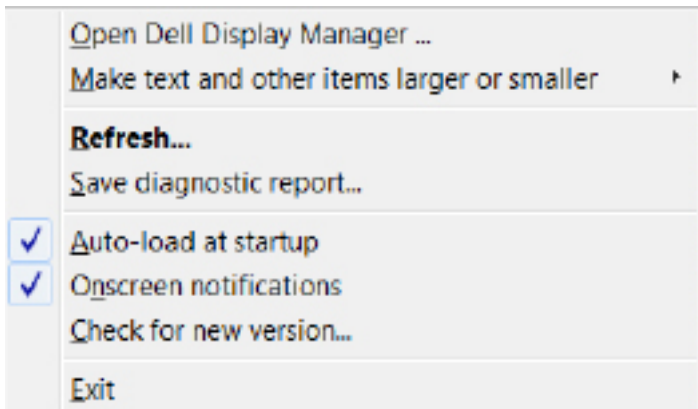 Open Dell Display Manager ...
Make text and other items larger or smaller
Refresh...
Save diagnostic report...
Auto-load at startup
Onscreen notifications
Check for new version...
Exit